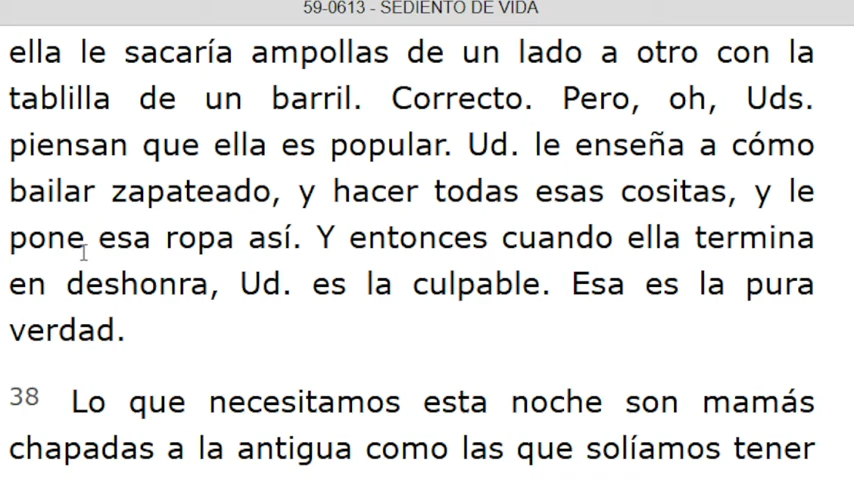 59-0613 - SEDIENTO DE VIDA
ella le sacaría ampollas de un lado a otro con la
tablilla de un barril. Correcto. Pero, oh, Uds.
piensan que ella es popular. Ud. le enseña a cómo
bailar zapateado, y hacer todas esas cositas, y le
pone esa ropa así. Y entonces cuando ella termina
en deshonra, Ud. es la culpable. Esa es la pura
verdad.
38 Lo que necesitamos esta noche son mamás
chapadas a la antigua como las que solíamos tener